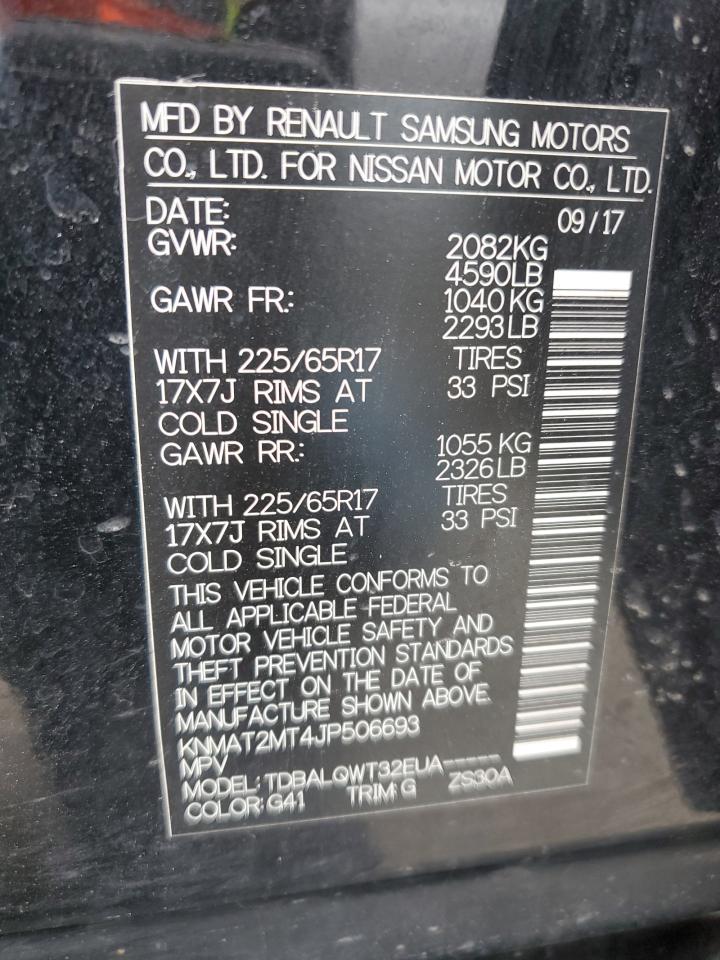 MFD BY RENAULT SAMSUNG MOTORS
CO., LTD. FOR NISSAN MOTOR CO., LTD.
DATE: 09/17
GVWR: 2082KG
4590LB
GAWR FR.: 1040KG
2293LB
WITH 225/65R17 TIRES
17X7J RIMS AT 33 PSI
COLD SINGLE
GAWR RR.: 1055KG
2326LB
WITH 225/65R17 TIRES
17X7J RIMS AT 33 PSI
COLD SINGLE
THIS VEHICLE CONFORMS TO
ALL APPLICABLE FEDERAL
MOTOR VEHICLE SAFETY AND
THEFT PREVENTION STANDARDS
IN EFFECT ON THE DATE OF
MANUFACTURE SHOWN ABOVE.
KNMAT2MT4JP506693
MPV
MODEL: TDBALQWT32EUA-----
COLOR: G41 TRIM: G ZS30A